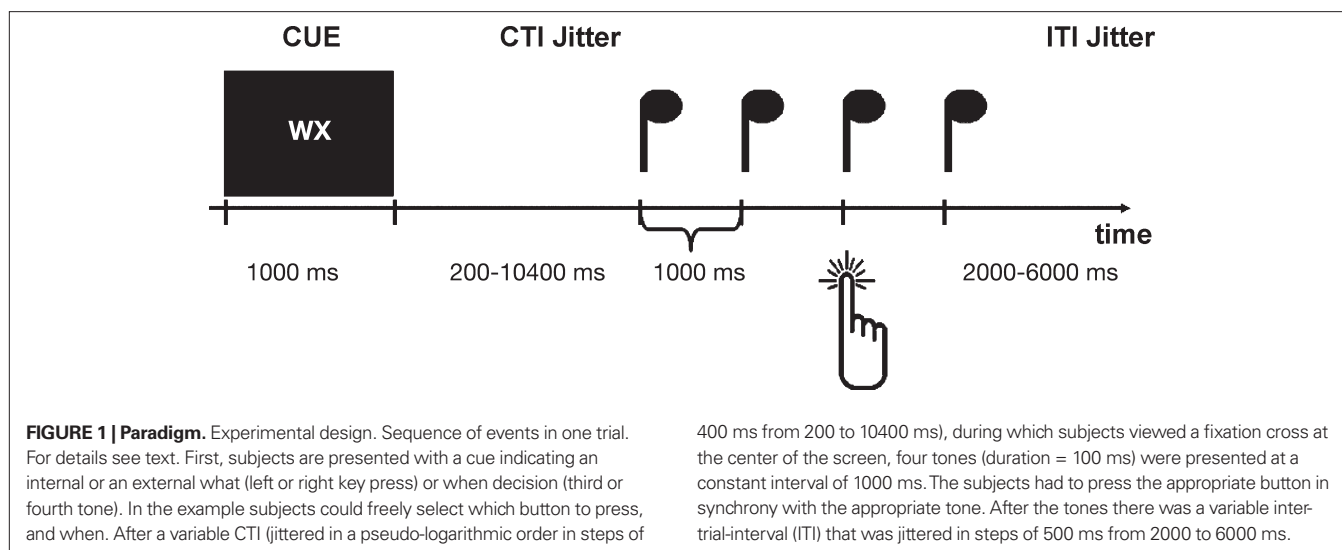 CUE CTI Jitter ITI Jitter
WX
time
1000 ms 200-10400 ms 1000 ms 2000-6000 ms
FIGURE 1 | Paradigm. Experimental design. Sequence of events in one trial.
For details see text. First, subjects are presented with a cue indicating an
internal or an external what (left or right key press) or when decision (third or
fourth tone). In the example subjects could freely select which button to press,
and when. After a variable CTI (jittered in a pseudo-logarithmic order in steps of
400 ms from 200 to 10400 ms), during which subjects viewed a fixation cross at
the center of the screen, four tones (duration = 100 ms) were presented at a
constant interval of 1000 ms. The subjects had to press the appropriate button in
synchrony with the appropriate tone. After the tones there was a variable inter-
trial-interval (ITI) that was jittered in steps of 500 ms from 2000 to 6000 ms.